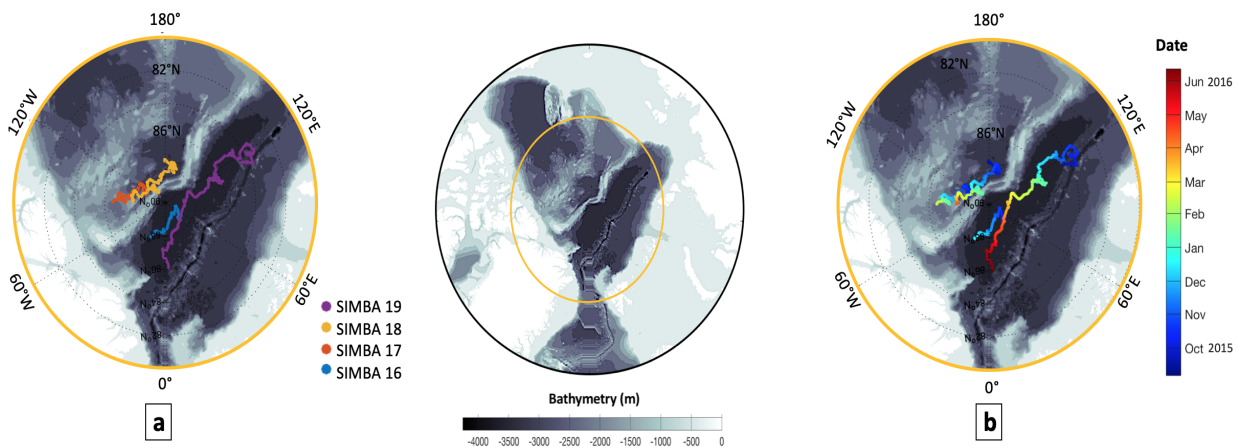 180°
82°N
86°N
120°W
120°E
60°W
60°E
0°
SIMBA 19
SIMBA 18
SIMBA 17
SIMBA 16
a
Bathymetry (m)
-4000 -3500 -3000 -2500 -2000 -1500 -1000 -500 0
180°
82°N
86°N
120°W
120°E
60°W
60°E
0°
b
Date
Jun 2016
May
Apr
Mar
Feb
Jan
Dec
Nov
Oct 2015